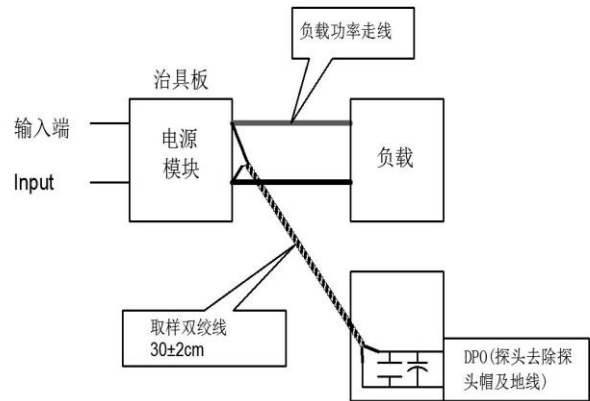 负载功率走线
治具板
输入端
电源
模块
负载
Input
取样双绞线
30±2cm
DPO(探头去除探
头帽及地线)